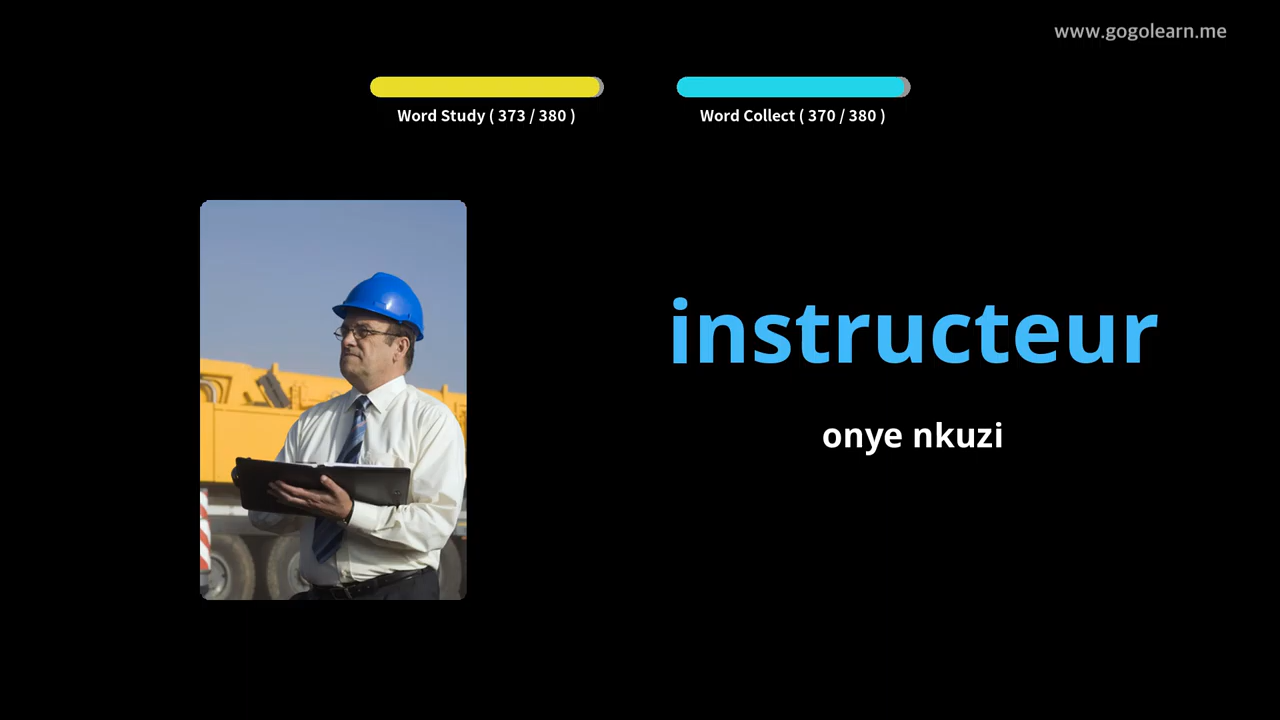 www.gogolearn.me
Word Study ( 373 / 380 )
Word Collect ( 370 / 380 )
instructeur
onye nkuzi